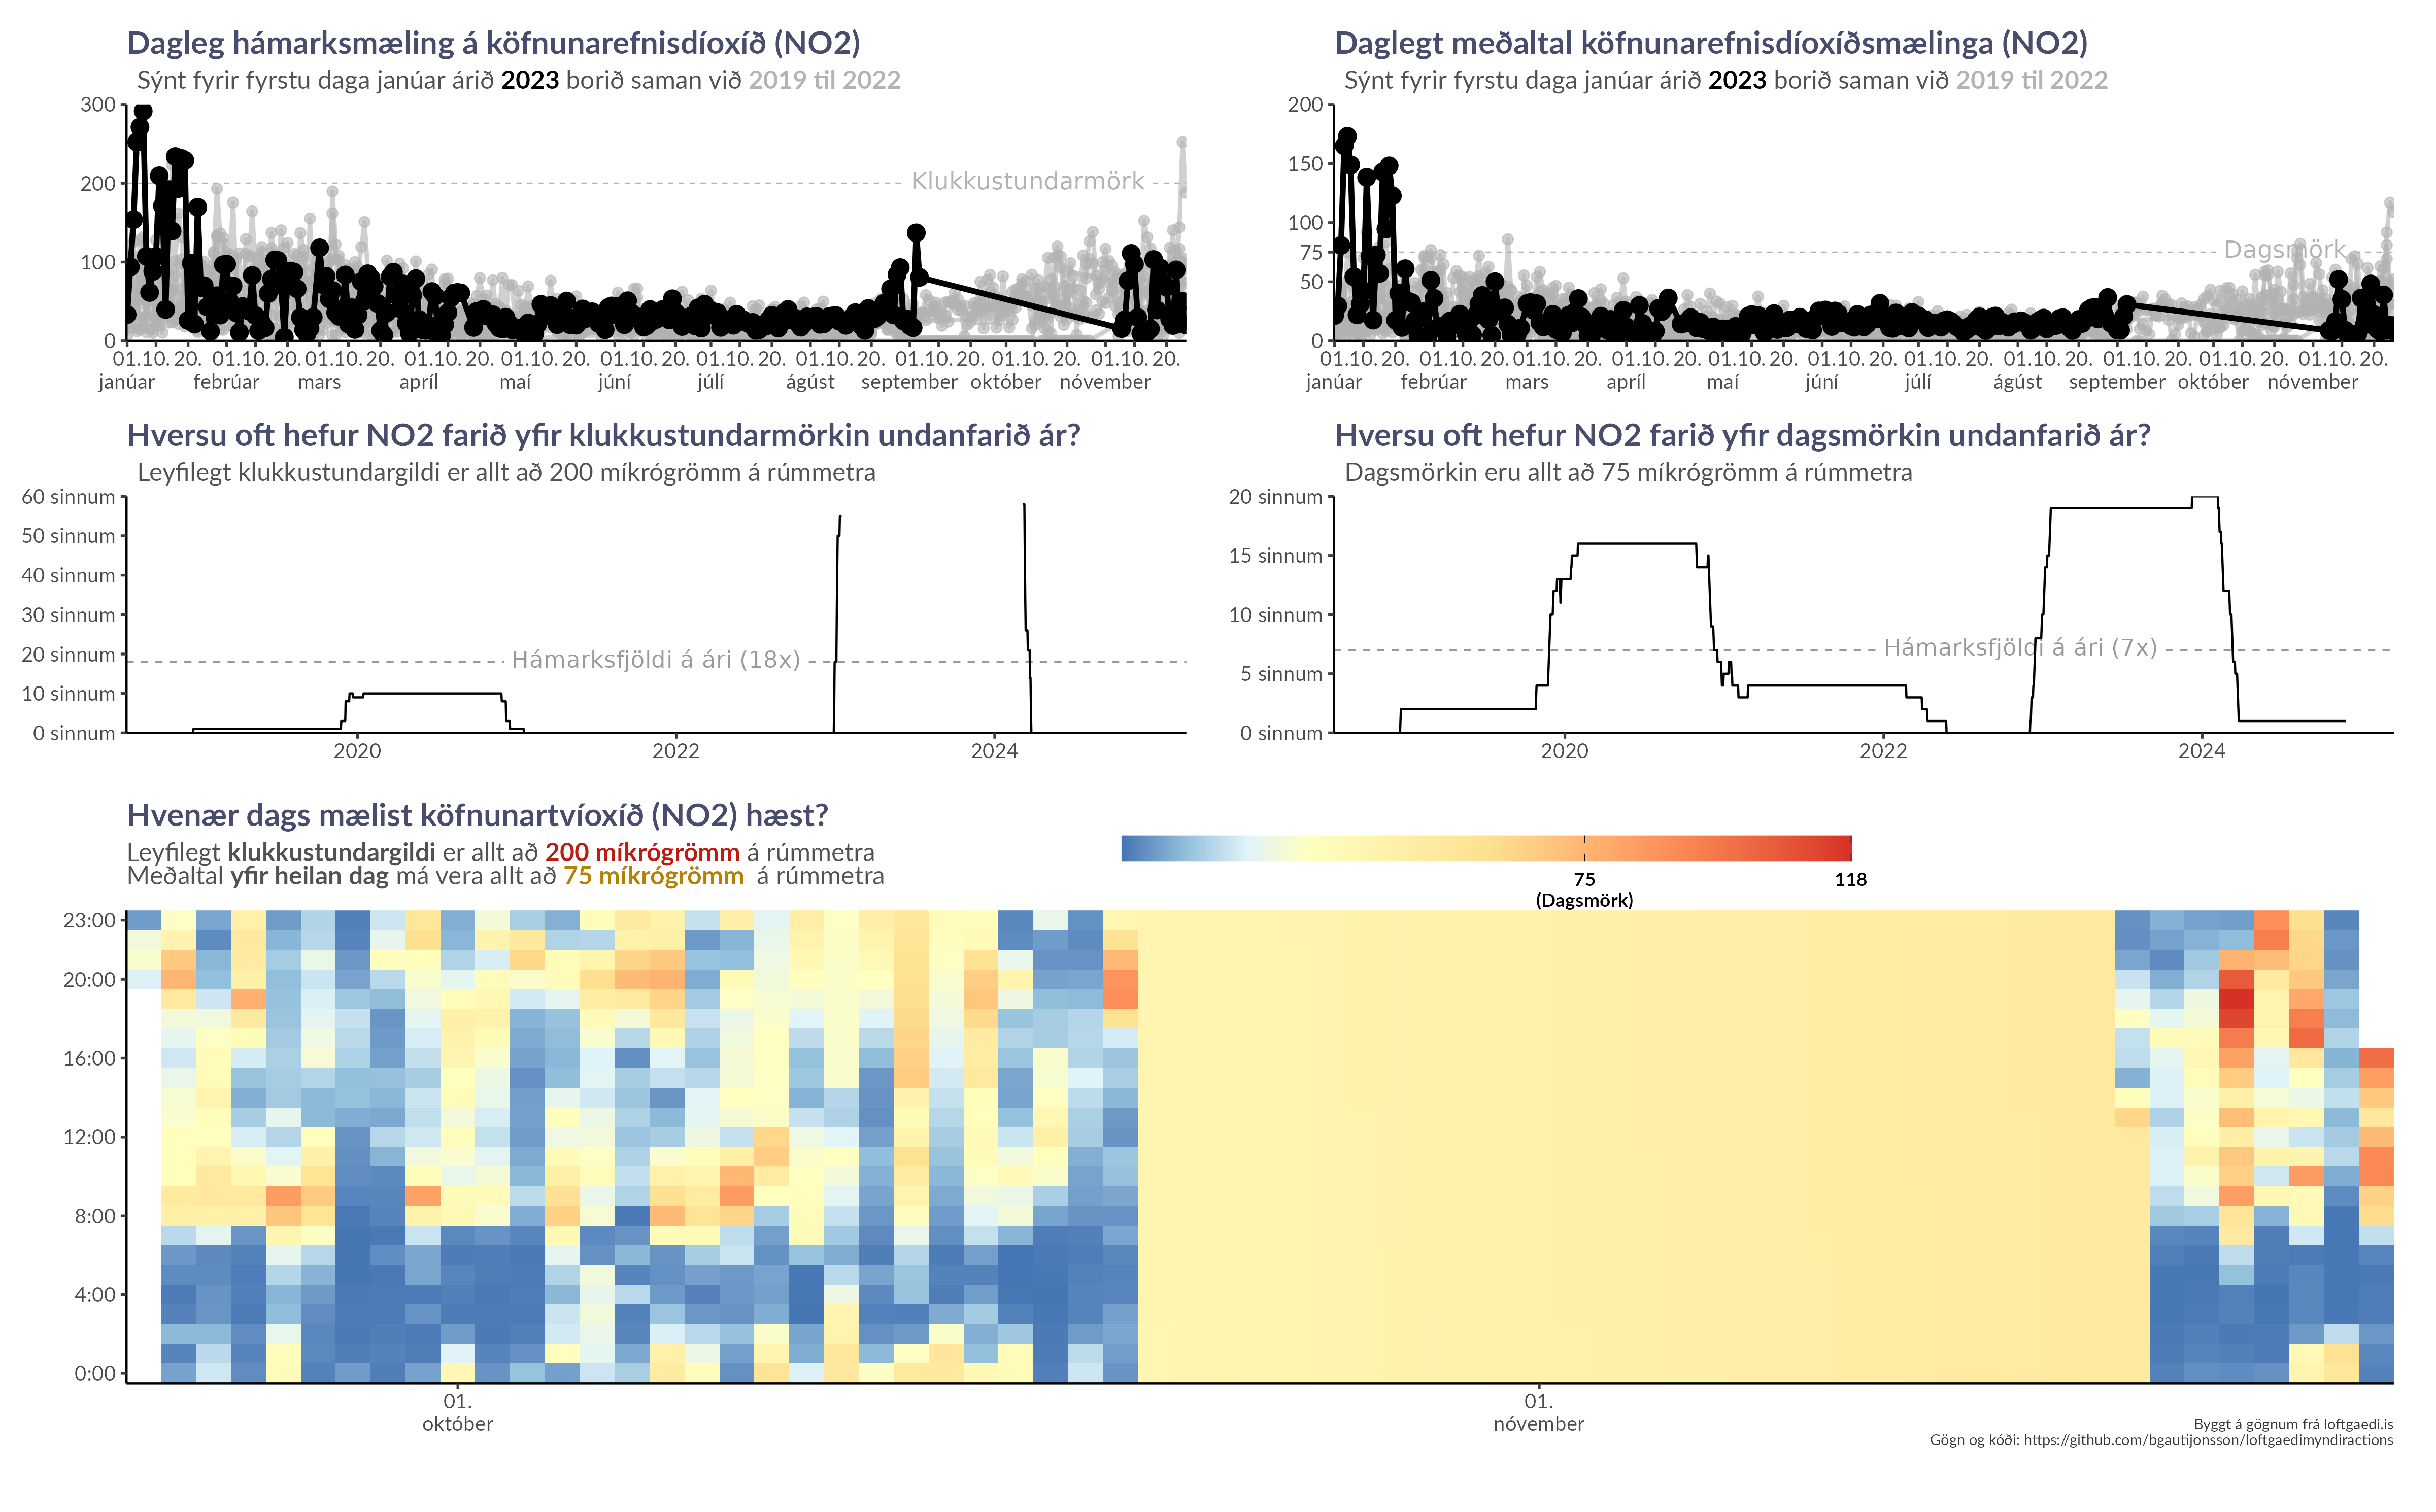 Dagleg hámarksmæling á köfnunarefnisdíoxíð (NO2)
Sýnt fyrir fyrstu daga janúar árið 2023 borið saman við 2019 til 2022
300
200
100
0
Klukkustundarmörk
01. 10. 20. 01. 10. 20. 01. 10. 20. 01. 10. 20. 01. 10. 20. 01. 10. 20. 01. 10. 20. 01. 10. 20. 01. 10. 20. 01. 10. 20. 01. 10. 20.
janúar febrúar mars apríl maí júní júlí ágúst september október nóvember
Daglegt meðaltal köfnunarefnisdíoxíðsmælinga (NO2)
Sýnt fyrir fyrstu daga janúar árið 2023 borið saman við 2019 til 2022
200
150
100
75
50
0
Dagsmörk
01. 10. 20. 01. 10. 20. 01. 10. 20. 01. 10. 20. 01. 10. 20. 01. 10. 20. 01. 10. 20. 01. 10. 20. 01. 10. 20. 01. 10. 20. 01. 10. 20.
janúar febrúar mars apríl maí júní júlí ágúst september október nóvember
Hversu oft hefur NO2 farið yfir klukkustundarmörkin undanfarið ár?
Leyfilegt klukkustundargildi er allt að 200 míkrógrömm á rúmmetra
60 sinnum
50 sinnum
40 sinnum
30 sinnum
20 sinnum
10 sinnum
0 sinnum
Hámarksfjöldi á ári (18x)
2020 2022 2024
Hversu oft hefur NO2 farið yfir dagsmörkin undanfarið ár?
Dagsmörkin eru allt að 75 míkrógrömm á rúmmetra
20 sinnum
15 sinnum
10 sinnum
5 sinnum
0 sinnum
Hámarksfjöldi á ári (7x)
2020 2022 2024
Hvenær dags mælist köfnunartvíoxíð (NO2) hæst?
Leyfilegt klukkustundargildi er allt að 200 míkrógrömm á rúmmetra
Meðaltal yfir heilan dag má vera allt að 75 míkrógrömm á rúmmetra
75 118
(Dagsmörk)
23:00
20:00
16:00
12:00
8:00
4:00
0:00
01. 01.
október nóvember
Byggt á gögnum frá loftgaedi.is
Gögn og kóði: https://github.com/bgautijonsson/loftgaedimyndiractions